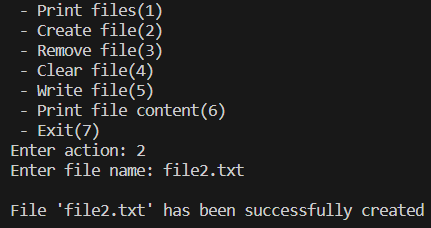 - Print files(1)
- Create file(2)
- Remove file(3)
- Clear file(4)
- Write file(5)
- Print file content(6)
- Exit(7)
Enter action: 2
Enter file name: file2.txt
File 'file2.txt' has been successfully created